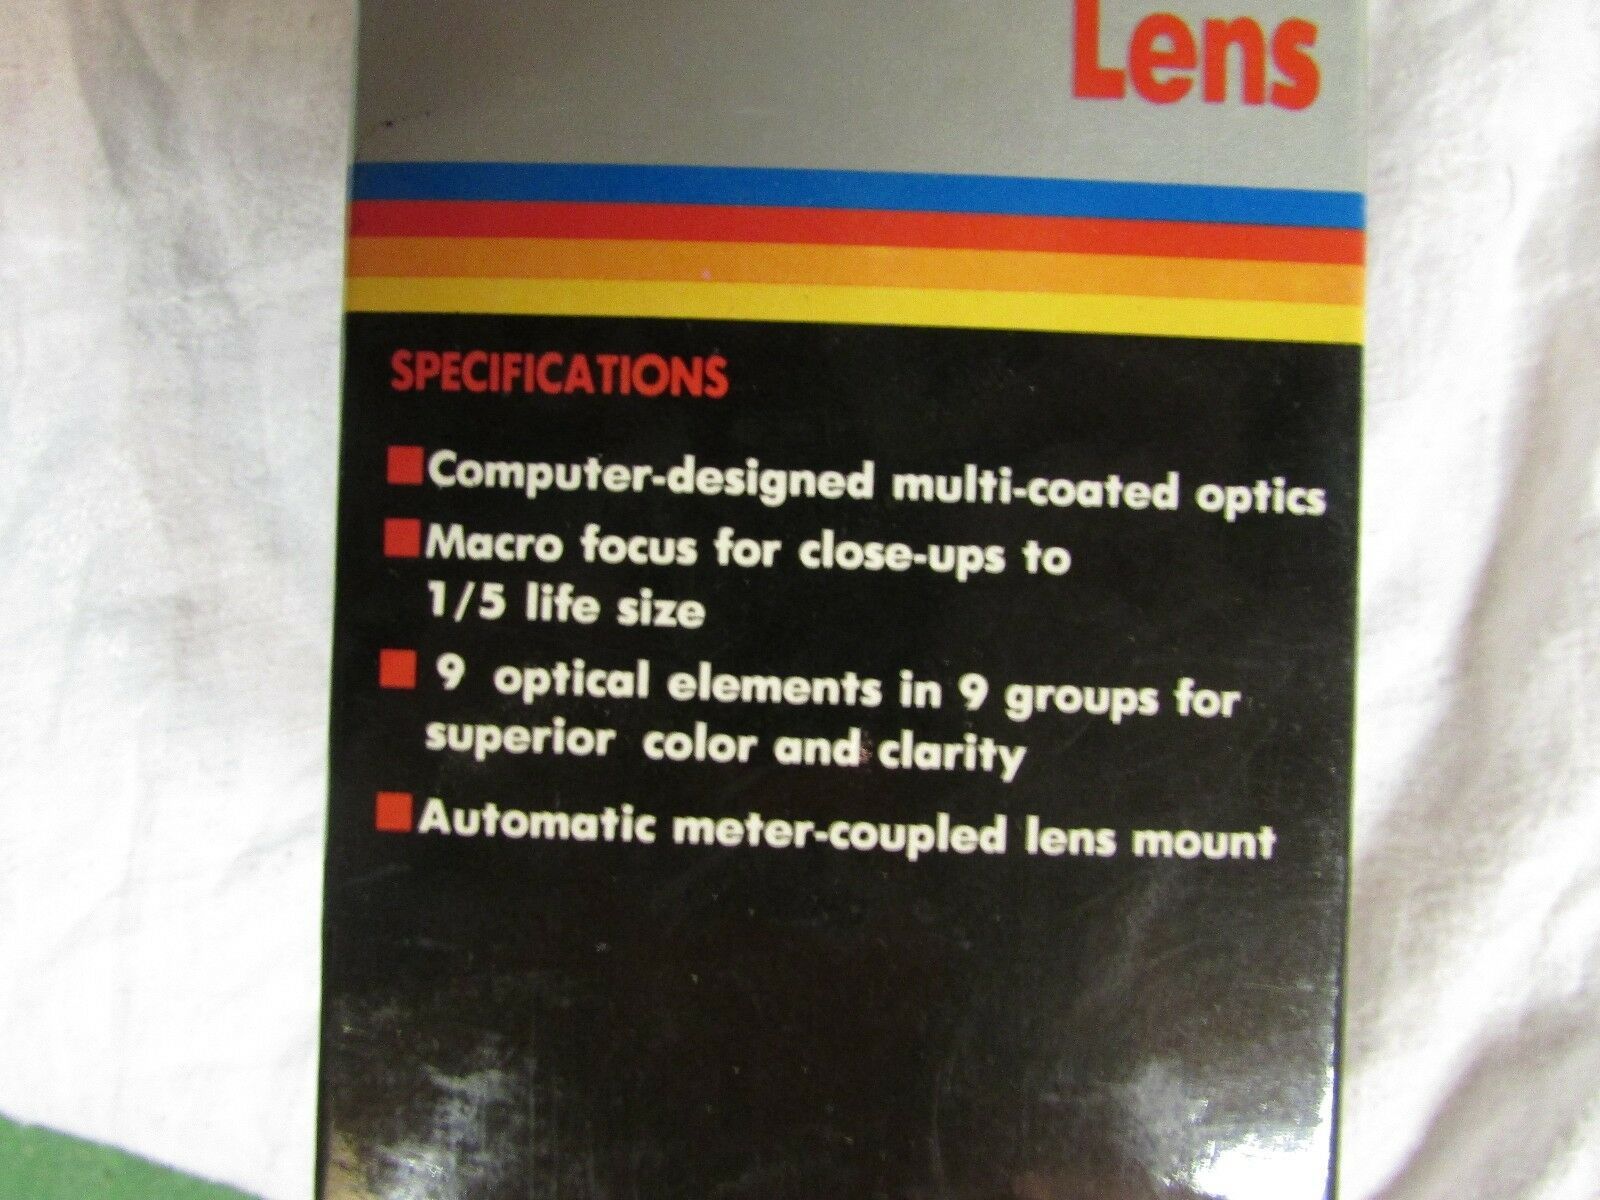 Lens
SPECIFICATIONS
Computer-designed multi-coated optics
Macro focus for close-ups to
1/5 life size
9 optical elements in 9 groups for
superior color and clarity
Automatic meter-coupled lens mount